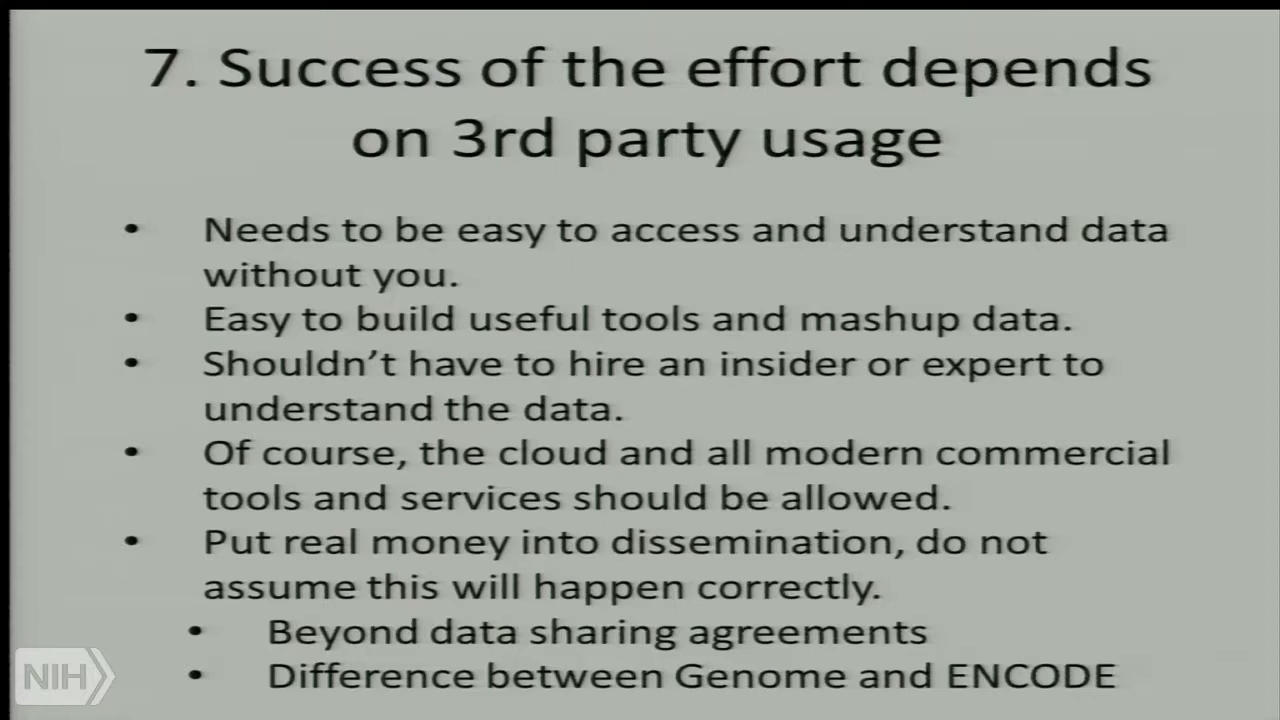 7. Success of the effort depends
on 3rd party usage
• Needs to be easy to access and understand data
without you.
• Easy to build useful tools and mashup data.
• Shouldn’t have to hire an insider or expert to
understand the data.
• Of course, the cloud and all modern commercial
tools and services should be allowed.
• Put real money into dissemination, do not
assume this will happen correctly.
• Beyond data sharing agreements
• Difference between Genome and ENCODE
NIH